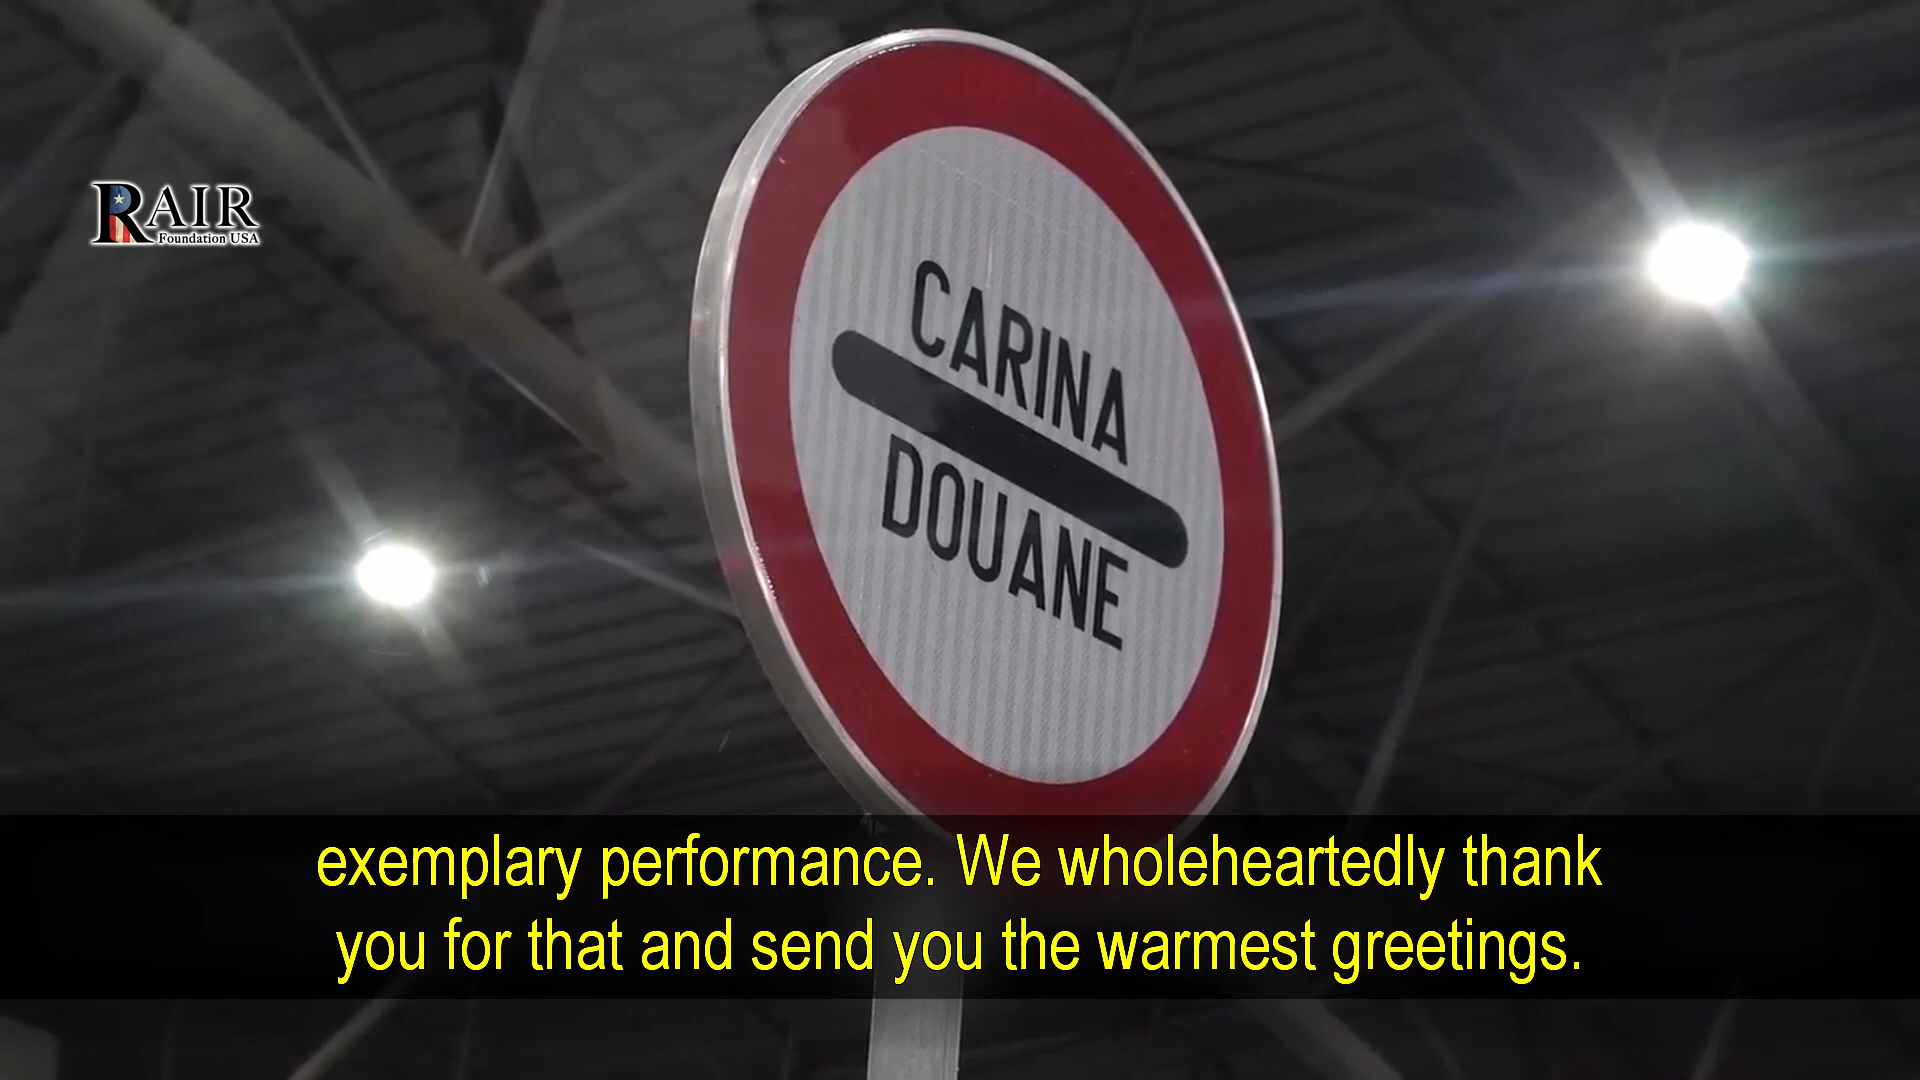 RAIR
Foundation USA
CARINA
DOUANE
exemplary performance. We wholeheartedly thank
you for that and send you the warmest greetings.